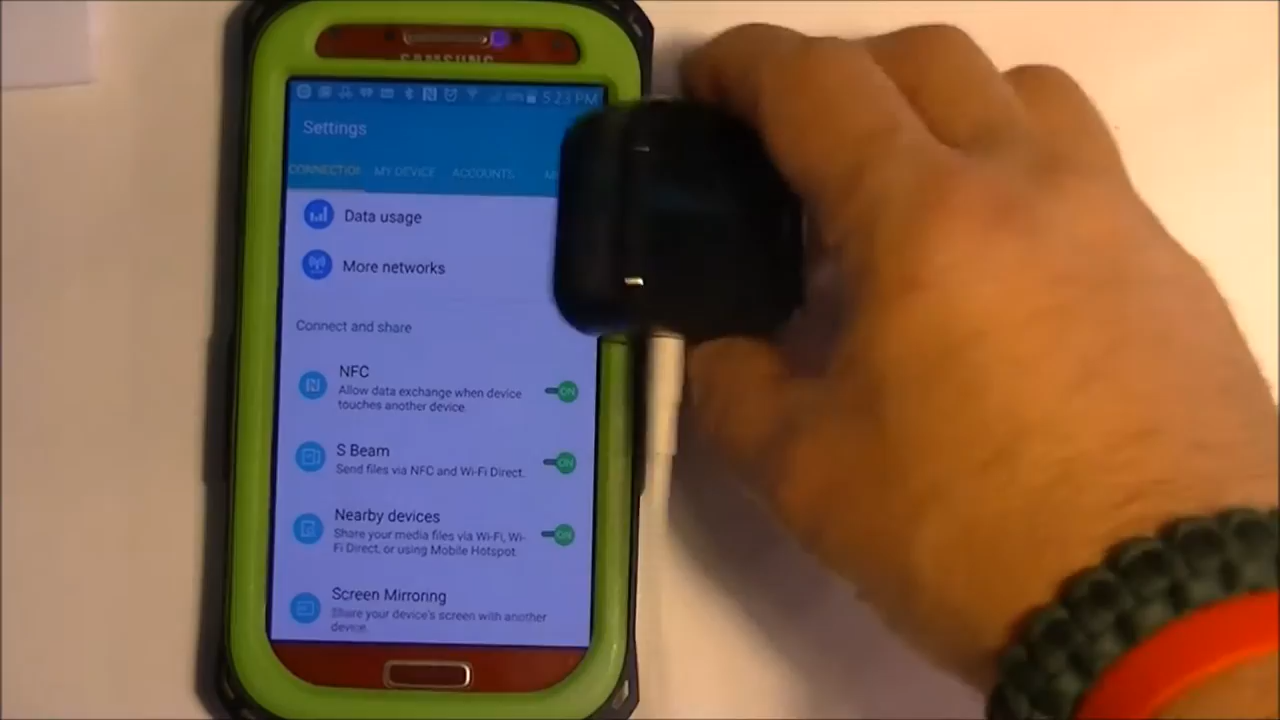 SAMSUNG
5:23 PM
Settings
CONNECTION
MY DEVICE
ACCOUNTS
Data usage
More networks
Connect and share
NFC
Allow data exchange when device
touches another device.
ON
S Beam
Send files via NFC and Wi-Fi Direct.
ON
Nearby devices
Share your media files via Wi-Fi, Wi-
Fi Direct, or using Mobile Hotspot.
ON
Screen Mirroring
Share your device's screen with another
device.